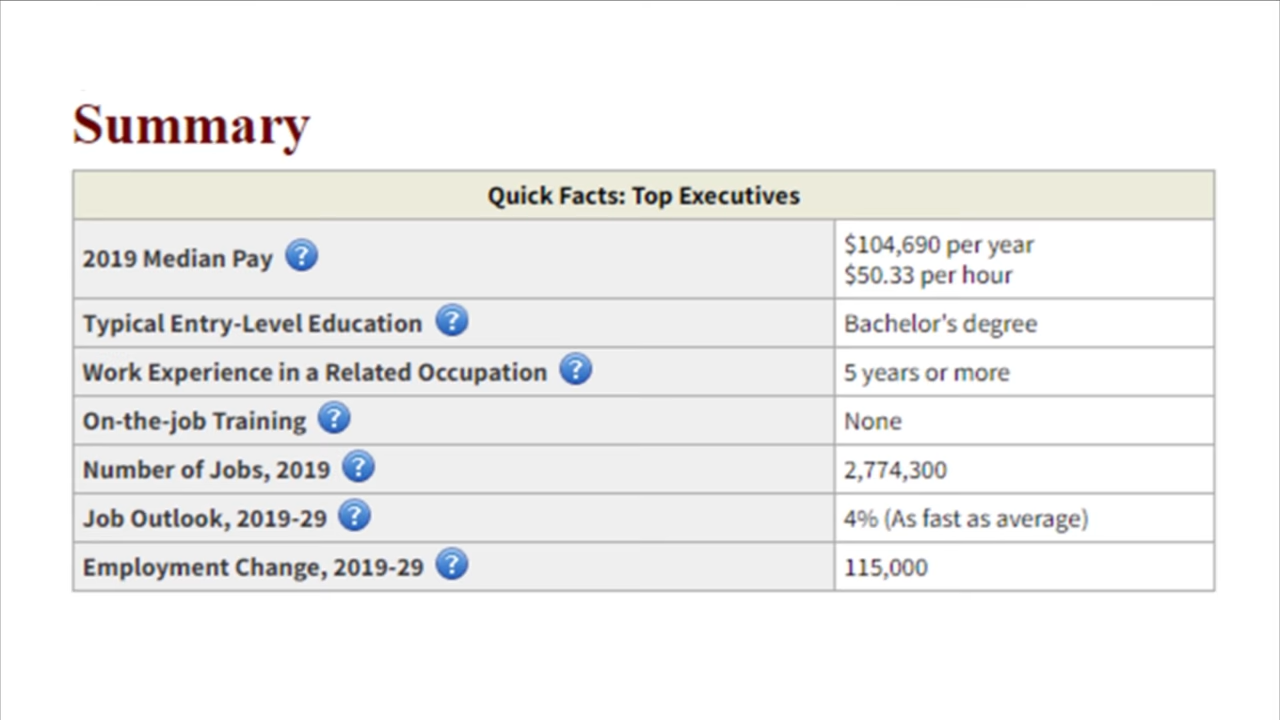 Summary
Quick Facts: Top Executives
2019 Median Pay ?
$104,690 per year
$50.33 per hour
Typical Entry-Level Education ?
Bachelor's degree
Work Experience in a Related Occupation ?
5 years or more
On-the-job Training ?
None
Number of Jobs, 2019 ?
2,774,300
Job Outlook, 2019-29 ?
4% (As fast as average)
Employment Change, 2019-29 ?
115,000